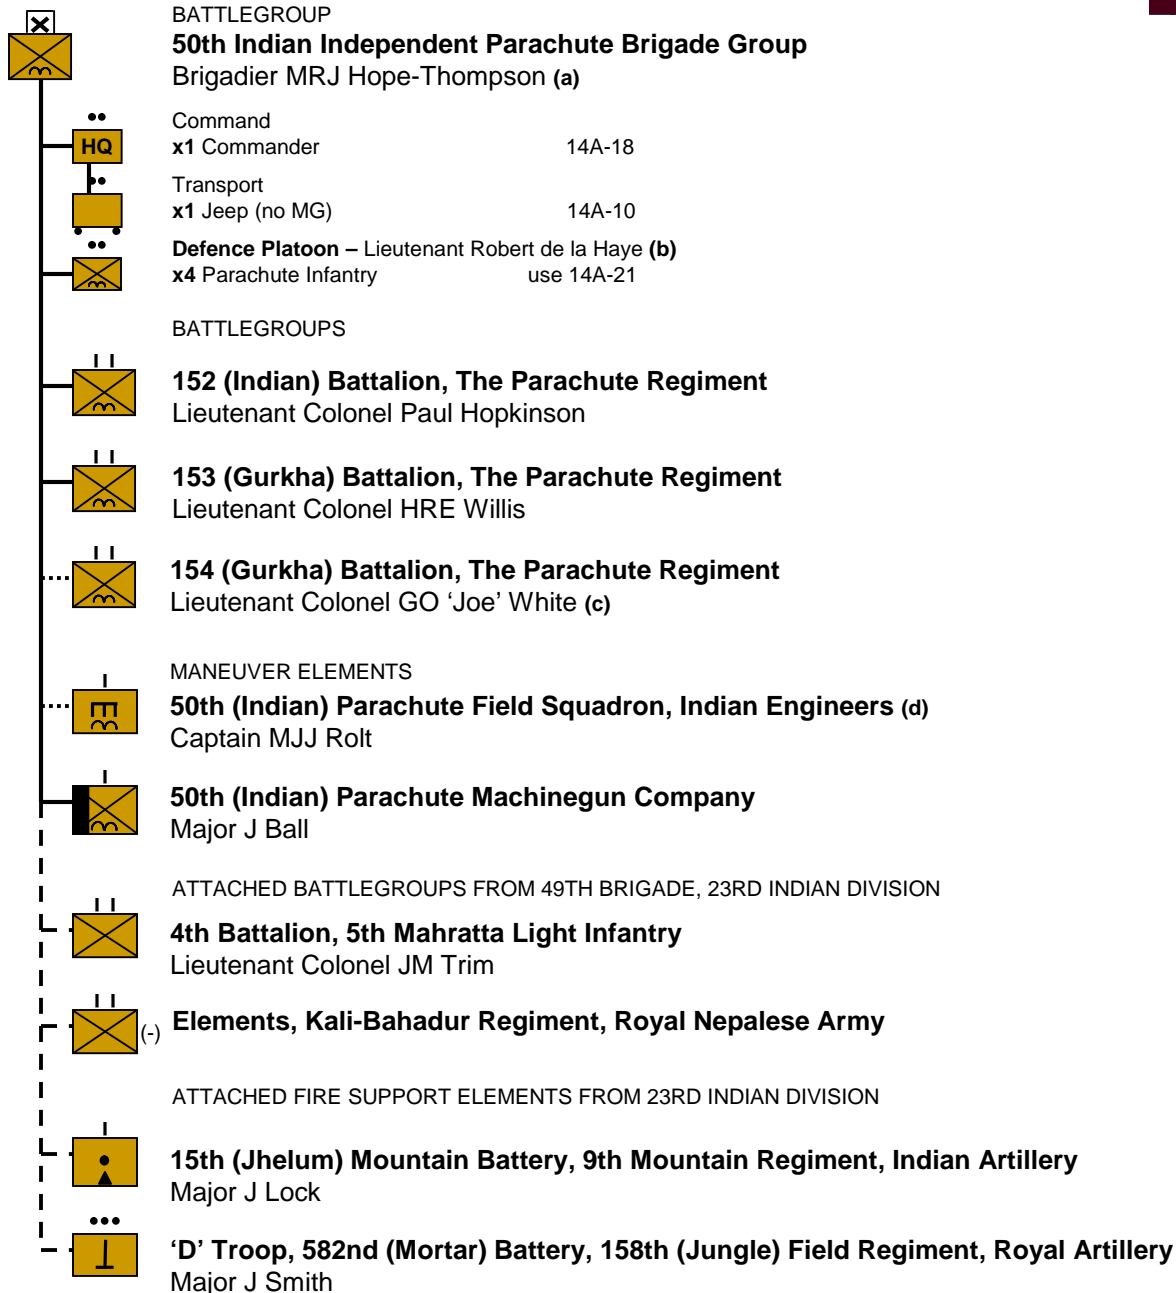 BATTLEGROUP
50th Indian Independent Parachute Brigade Group
Brigadier MRJ Hope-Thompson (a)
Command
HQ x1 Commander 14A-18
Transport
x1 Jeep (no MG) 14A-10
Defence Platoon – Lieutenant Robert de la Haye (b)
x4 Parachute Infantry use 14A-21
BATTLEGROUPS
152 (Indian) Battalion, The Parachute Regiment
Lieutenant Colonel Paul Hopkinson
153 (Gurkha) Battalion, The Parachute Regiment
Lieutenant Colonel HRE Willis
154 (Gurkha) Battalion, The Parachute Regiment
Lieutenant Colonel GO ‘Joe’ White (c)
MANEUVER ELEMENTS
50th (Indian) Parachute Field Squadron, Indian Engineers (d)
Captain MJJ Rolt
50th (Indian) Parachute Machinegun Company
Major J Ball
ATTACHED BATTLEGROUPS FROM 49TH BRIGADE, 23RD INDIAN DIVISION
4th Battalion, 5th Mahratta Light Infantry
Lieutenant Colonel JM Trim
(-) Elements, Kali-Bahadur Regiment, Royal Nepalese Army
ATTACHED FIRE SUPPORT ELEMENTS FROM 23RD INDIAN DIVISION
15th (Jhelum) Mountain Battery, 9th Mountain Regiment, Indian Artillery
Major J Lock
‘D’ Troop, 582nd (Mortar) Battery, 158th (Jungle) Field Regiment, Royal Artillery
Major J Smith